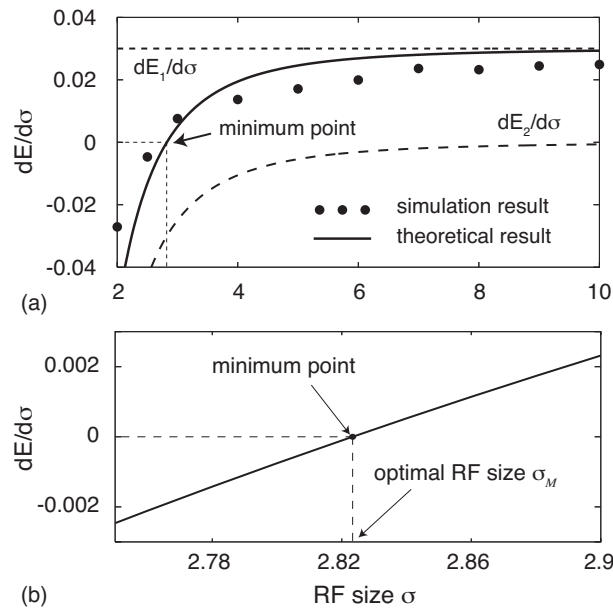 (a)
dE/dσ
0.04
0.02
0
-0.02
-0.04
dE₁/dσ
minimum point
dE₂/dσ
simulation result
theoretical result
2 4 6 8 10
(b)
dE/dσ
0.002
0
-0.002
minimum point
optimal RF size σ_M
2.78 2.82 2.86 2.9
RF size σ